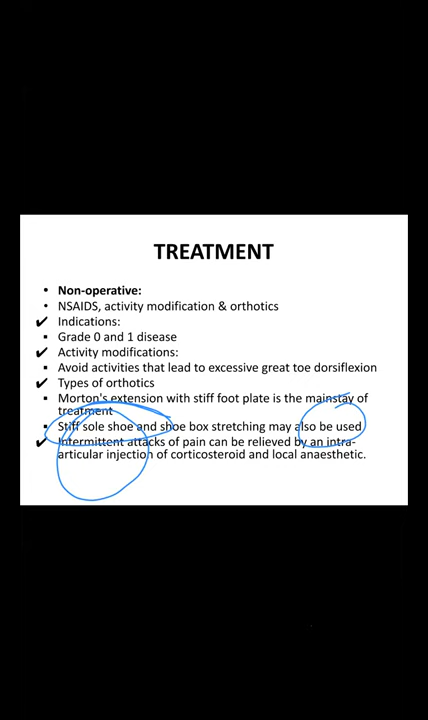 TREATMENT
• Non-operative:
• NSAIDS, activity modification & orthotics
✔ Indications:
▪ Grade 0 and 1 disease
✔ Activity modifications:
▪ Avoid activities that lead to excessive great toe dorsiflexion
✔ Types of orthotics
▪ Morton's extension with stiff foot plate is the mainstay of
treatment
▪ Stiff sole shoe and shoe box stretching may also be used
✔ Intermittent attacks of pain can be relieved by an intra-
articular injection of corticosteroid and local anaesthetic.